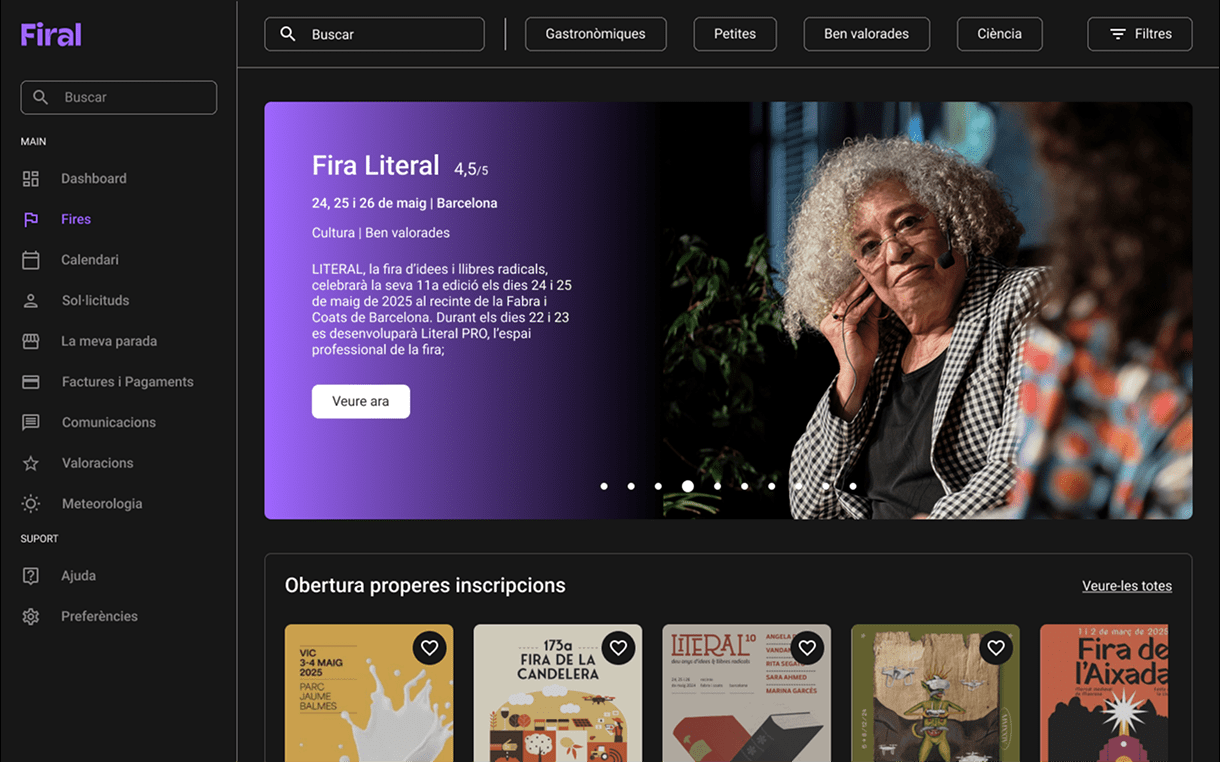 Firal
Buscar
MAIN
Dashboard
Fires
Calendari
Sol·licituds
La meva parada
Factures i Pagaments
Comunicacions
Valoracions
Meteorologia
SUPORT
Ajuda
Preferències
Buscar
Gastronòmiques
Petites
Ben valorades
Ciència
Filtres
Fira Literal 4,5/5
24, 25 i 26 de maig | Barcelona
Cultura | Ben valorades
LITERAL, la fira d’idees i llibres radicals,
celebrarà la seva 11a edició els dies 24 i 25
de maig de 2025 al recinte de la Fabra i
Coats de Barcelona. Durant els dies 22 i 23
es desenvoluparà Literal PRO, l’espai
professional de la fira;
Veure ara
Obertura properes inscripcions
Veure-les totes
VIC
3-4 MAIG
2025
PARC
JAUME
BALMES
173a
FIRA DE LA
CANDELERA
LITERAL 10
deu anys d'idees & llibres radicals
ANGELA
VANDAN
RITA SEGAT
SARA AHMED
MARINA GARCÉS
1 i 2 de març de 2025
Fira de
l'Aixada